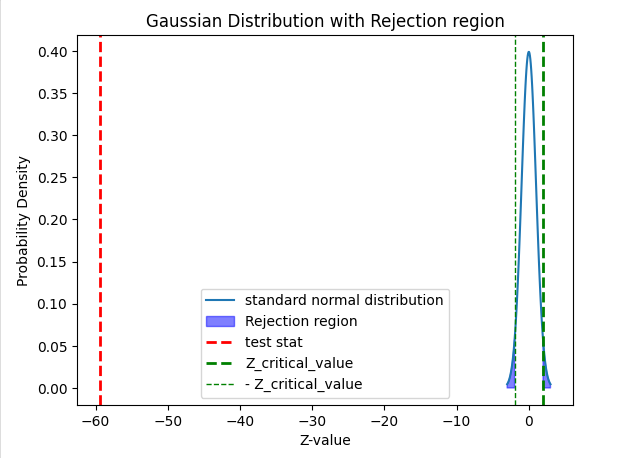 Gaussian Distribution with Rejection region
0.40
0.35
0.30
0.25
0.20
0.15
0.10
0.05
0.00
Probability Density
standard normal distribution
Rejection region
test stat
Z_critical_value
- Z_critical_value
−60 −50 −40 −30 −20 −10 0
Z-value